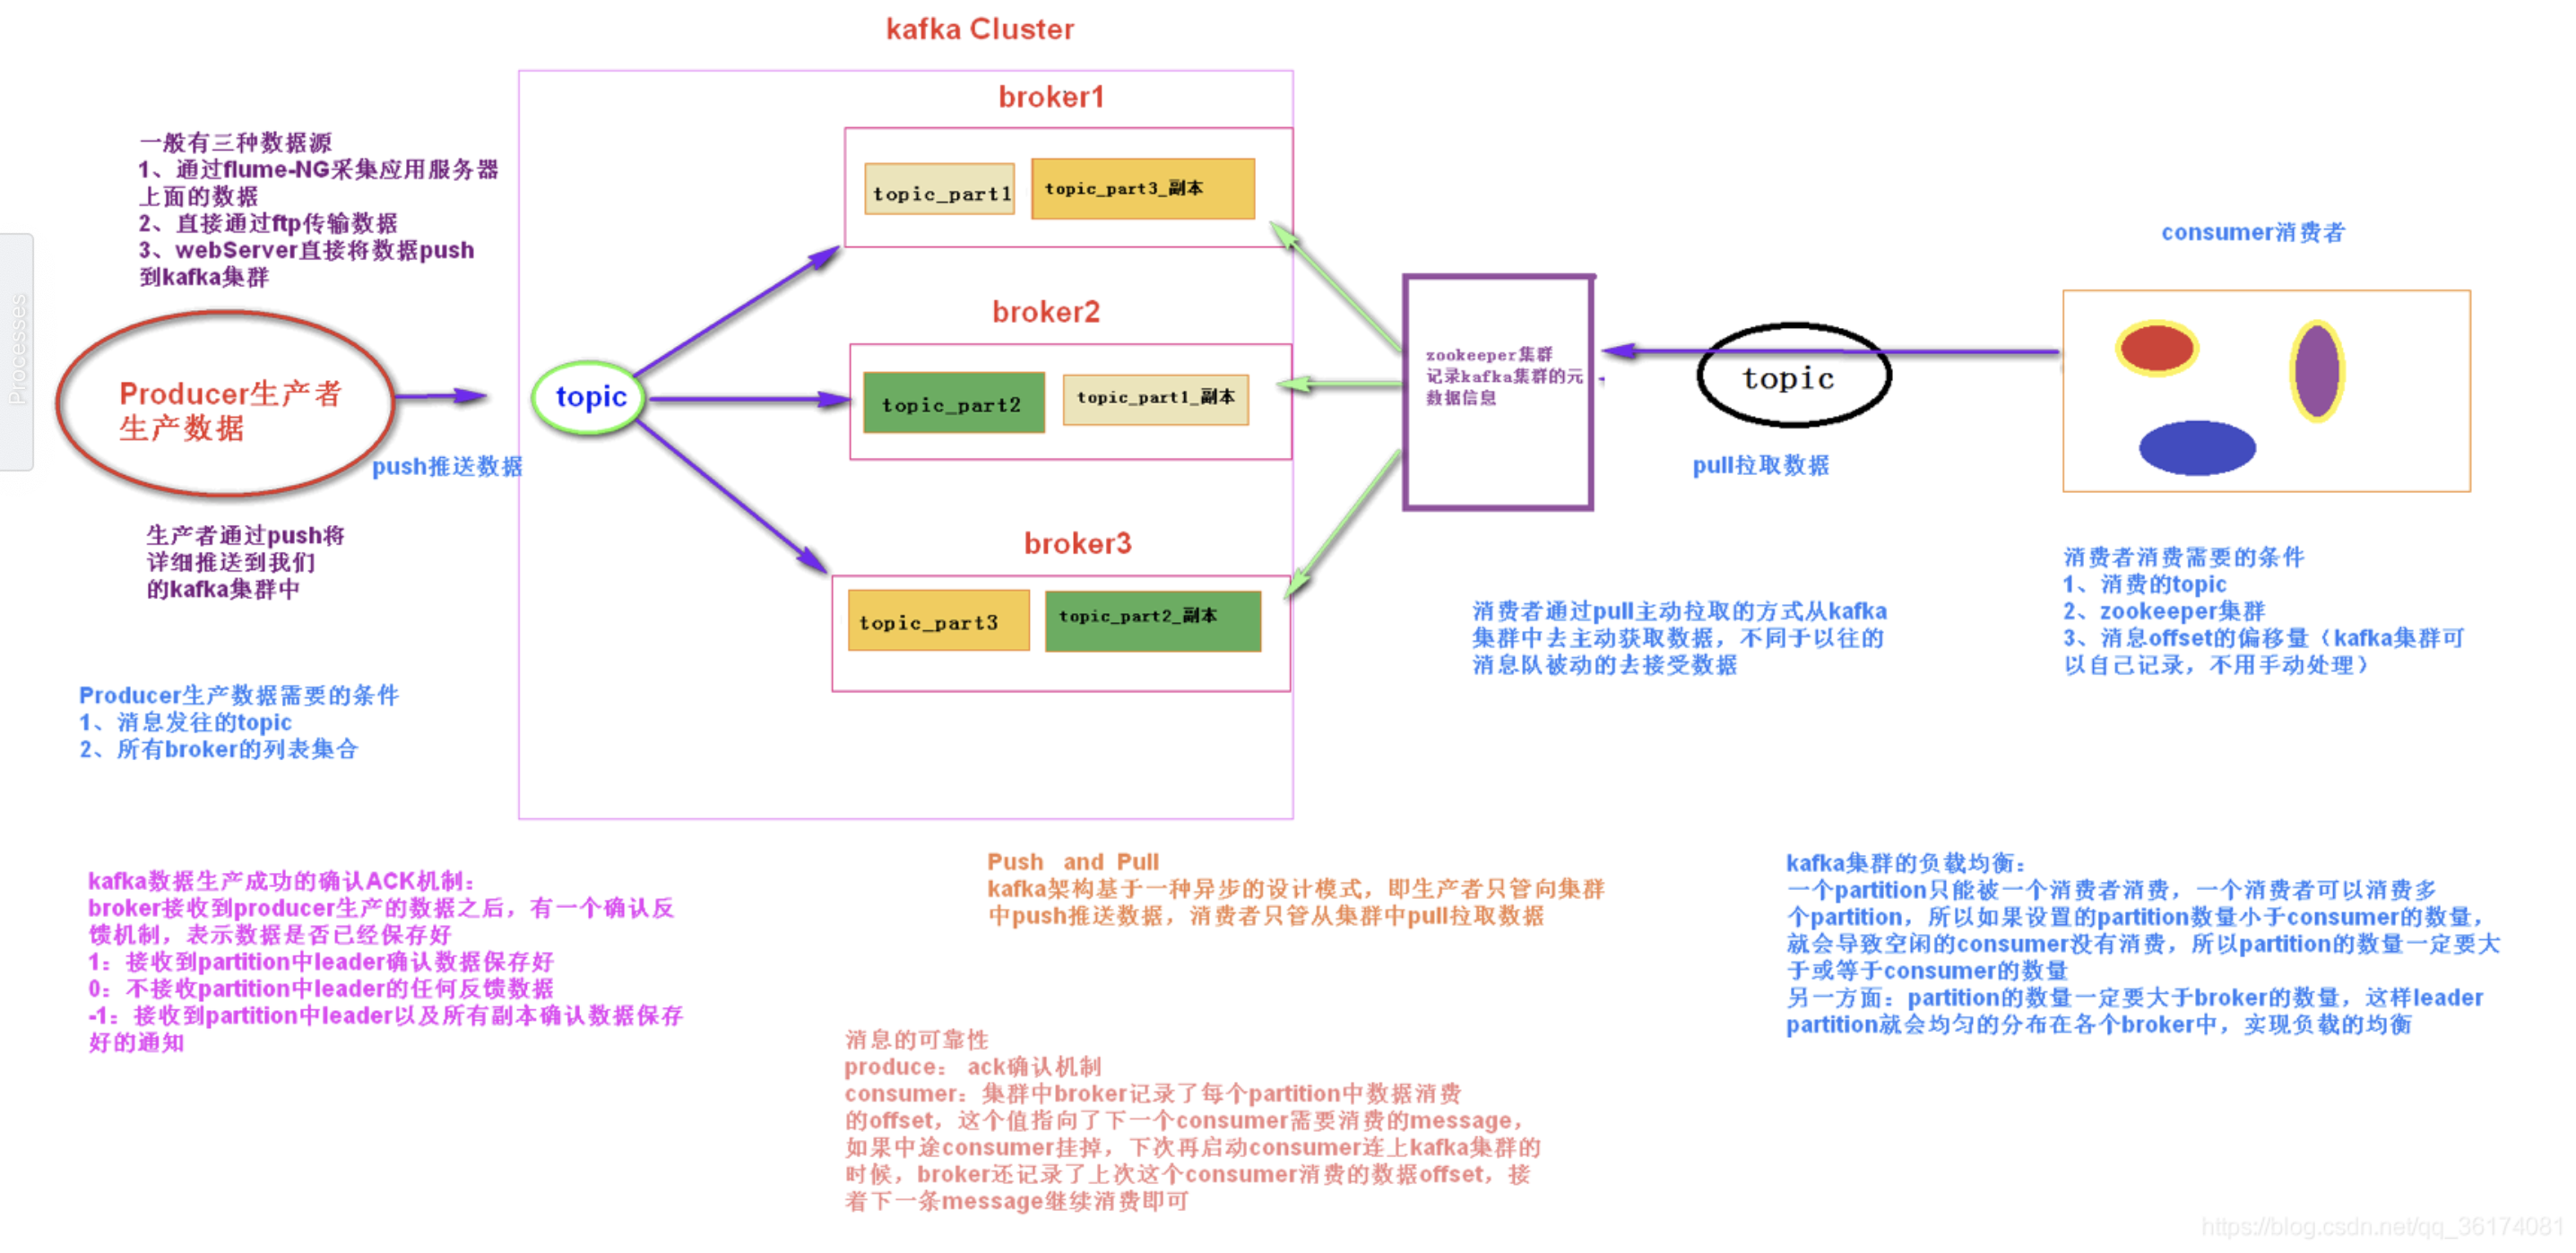 kafka Cluster
一般有三种数据源
1、通过flume-NG采集应用服务器
上面的数据
2、直接通过ftp传输数据
3、webServer直接将数据push
到kafka集群
Processes
Producer生产者
生产数据
push推送数据
生产者通过push将
详细推送到我们
的kafka集群中
Producer生产数据需要的条件
1、消息发往的topic
2、所有broker的列表集合
topic
broker1
topic_part1
topic_part3_副本
broker2
topic_part2
topic_part1_副本
broker3
topic_part3
topic_part2_副本
zookeeper集群
记录kafka集群的元
数据信息
topic
pull拉取数据
consumer消费者
消费者通过pull主动拉取的方式从kafka
集群中去主动获取数据，不同于以往的
消息队被动的去接受数据
消费者消费需要的条件
1、消费的topic
2、zookeeper集群
3、消息offset的偏移量（kafka集群可
以自己记录，不用手动处理）
kafka数据生产成功的确认ACK机制：
broker接收到producer生产的数据之后，有一个确认反
馈机制，表示数据是否已经保存好
1：接收到partition中leader确认数据保存好
0：不接收partition中leader的任何反馈数据
-1：接收到partition中leader以及所有副本确认数据保存
好的通知
Push and Pull
kafka架构基于一种异步的设计模式，即生产者只管向集群
中push推送数据，消费者只管从集群中pull拉取数据
消息的可靠性
produce： ack确认机制
consumer：集群中broker记录了每个partition中数据消费
的offset，这个值指向了下一个consumer需要消费的message，
如果中途consumer挂掉，下次再启动consumer连上kafka集群的
时候，broker还记录了上次这个consumer消费的数据offset，接
着下一条message继续消费即可
kafka集群的负载均衡：
一个partition只能被一个消费者消费，一个消费者可以消费多
个partition，所以如果设置的partition数量小于consumer的数量，
就会导致空闲的consumer没有消费，所以partition的数量一定要大
于或等于consumer的数量
另一方面：partition的数量一定要大于broker的数量，这样leader
partition就会均匀的分布在各个broker中，实现负载的均衡
https://blog.csdn.net/qq_36174081